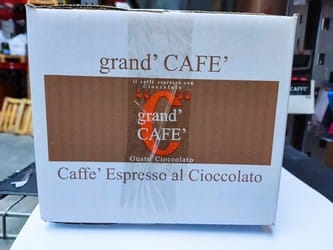 grand' CAFE'
il caffè espresso con
Cioccolato
"C"
grand'
CAFE'
Gusto Cioccolato
Caffe' Espresso al Cioccolato